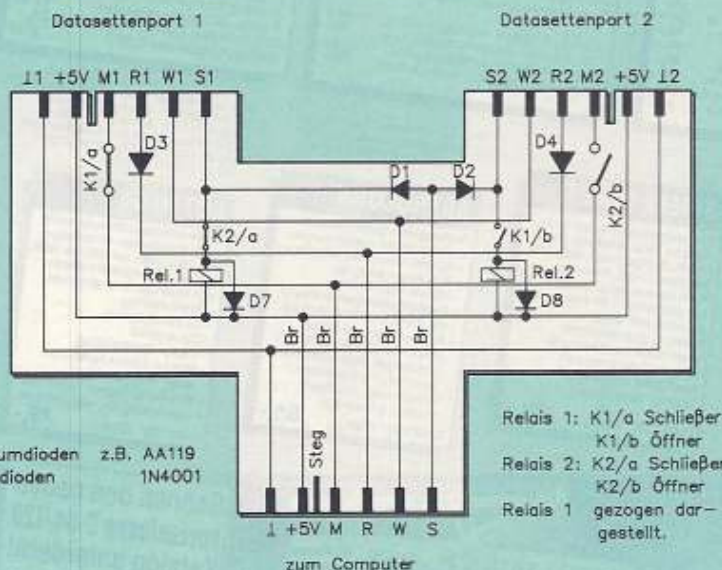 Datasettenport 1
Datasettenport 2
⊥1 +5V M1 R1 W1 S1
S2 W2 R2 M2 +5V ⊥2
D3
D4
K1/a
D1 D2
K2/b
K2/a
K1/b
Rel.1
Rel.2
D7
D8
Br Br Br Br Br
Relais 1: K1/a Schließer
K1/b Öffner
Relais 2: K2/a Schließer
K2/b Öffner
Relais 1 gezogen dar-
gestellt.
umdioden z.B. AA119
dioden 1N4001
Steg
⊥ +5V M R W S
zum Computer